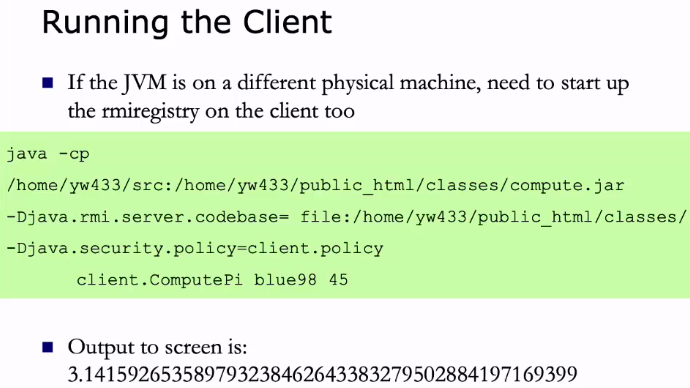 Running the Client
If the JVM is on a different physical machine, need to start up
the rmiregistry on the client too
java -cp
/home/yw433/src:/home/yw433/public_html/classes/compute.jar
-Djava.rmi.server.codebase= file:/home/yw433/public_html/classes/
-Djava.security.policy=client.policy
client.ComputePi blue98 45
Output to screen is:
3.141592653589793238462643383279502884197169399